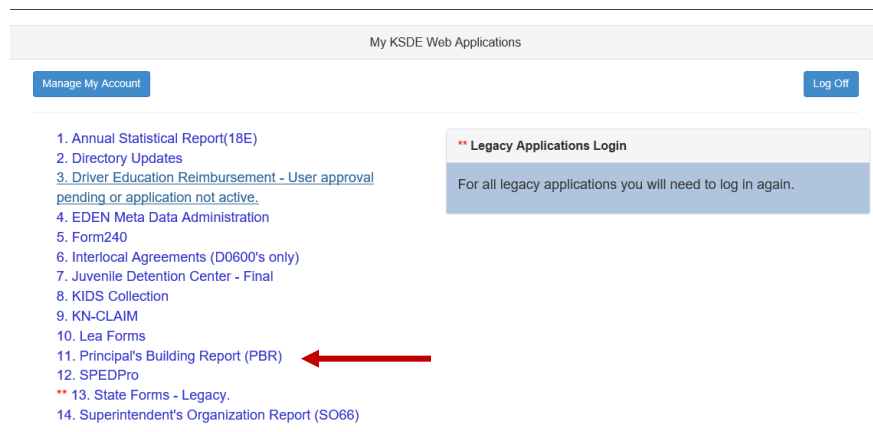 My KSDE Web Applications
Manage My Account
Log Off
1. Annual Statistical Report(18E)
2. Directory Updates
3. Driver Education Reimbursement - User approval
pending or application not active.
4. EDEN Meta Data Administration
5. Form240
6. Interlocal Agreements (D0600's only)
7. Juvenile Detention Center - Final
8. KIDS Collection
9. KN-CLAIM
10. Lea Forms
11. Principal's Building Report (PBR)
12. SPEDPro
** 13. State Forms - Legacy.
14. Superintendent's Organization Report (SO66)
** Legacy Applications Login
For all legacy applications you will need to log in again.